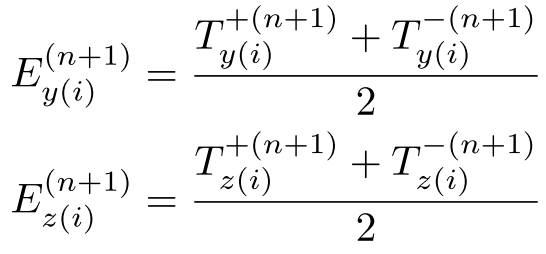 $E_{y(i)}^{(n+1)} = \frac{T_{y(i)}^{+(n+1)} + T_{y(i)}^{-(n+1)}}{2}$
$E_{z(i)}^{(n+1)} = \frac{T_{z(i)}^{+(n+1)} + T_{z(i)}^{-(n+1)}}{2}$